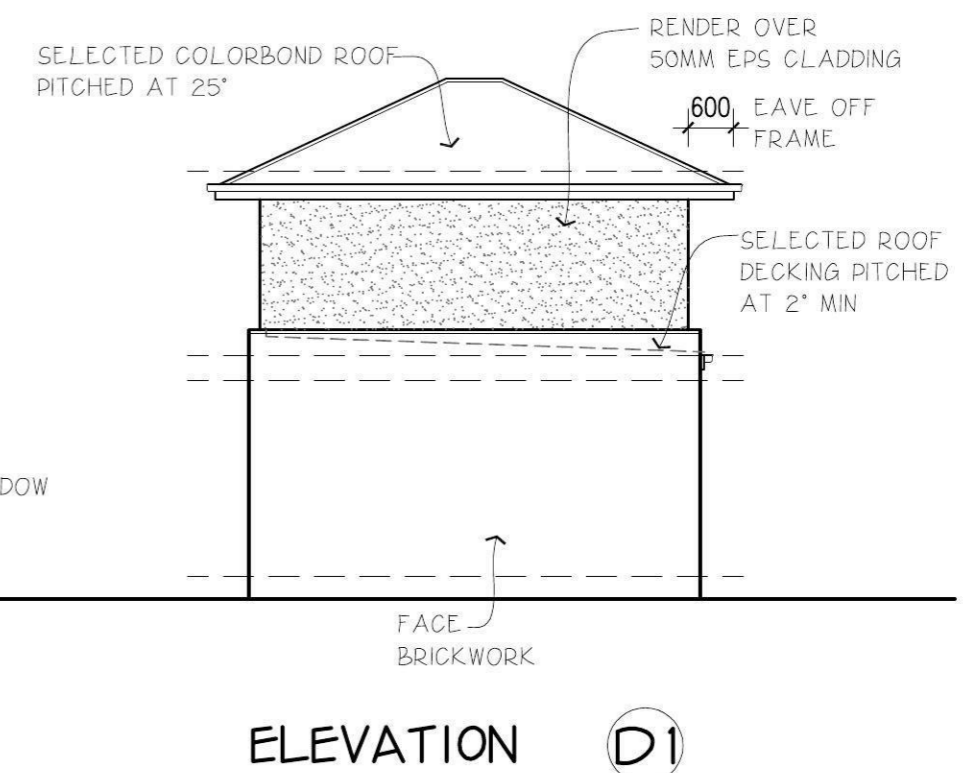 SELECTED COLORBOND ROOF
PITCHED AT 25°
RENDER OVER
50MM EPS CLADDING
600 EAVE OFF
FRAME
SELECTED ROOF
DECKING PITCHED
AT 2° MIN
DOW
FACE
BRICKWORK
ELEVATION D1